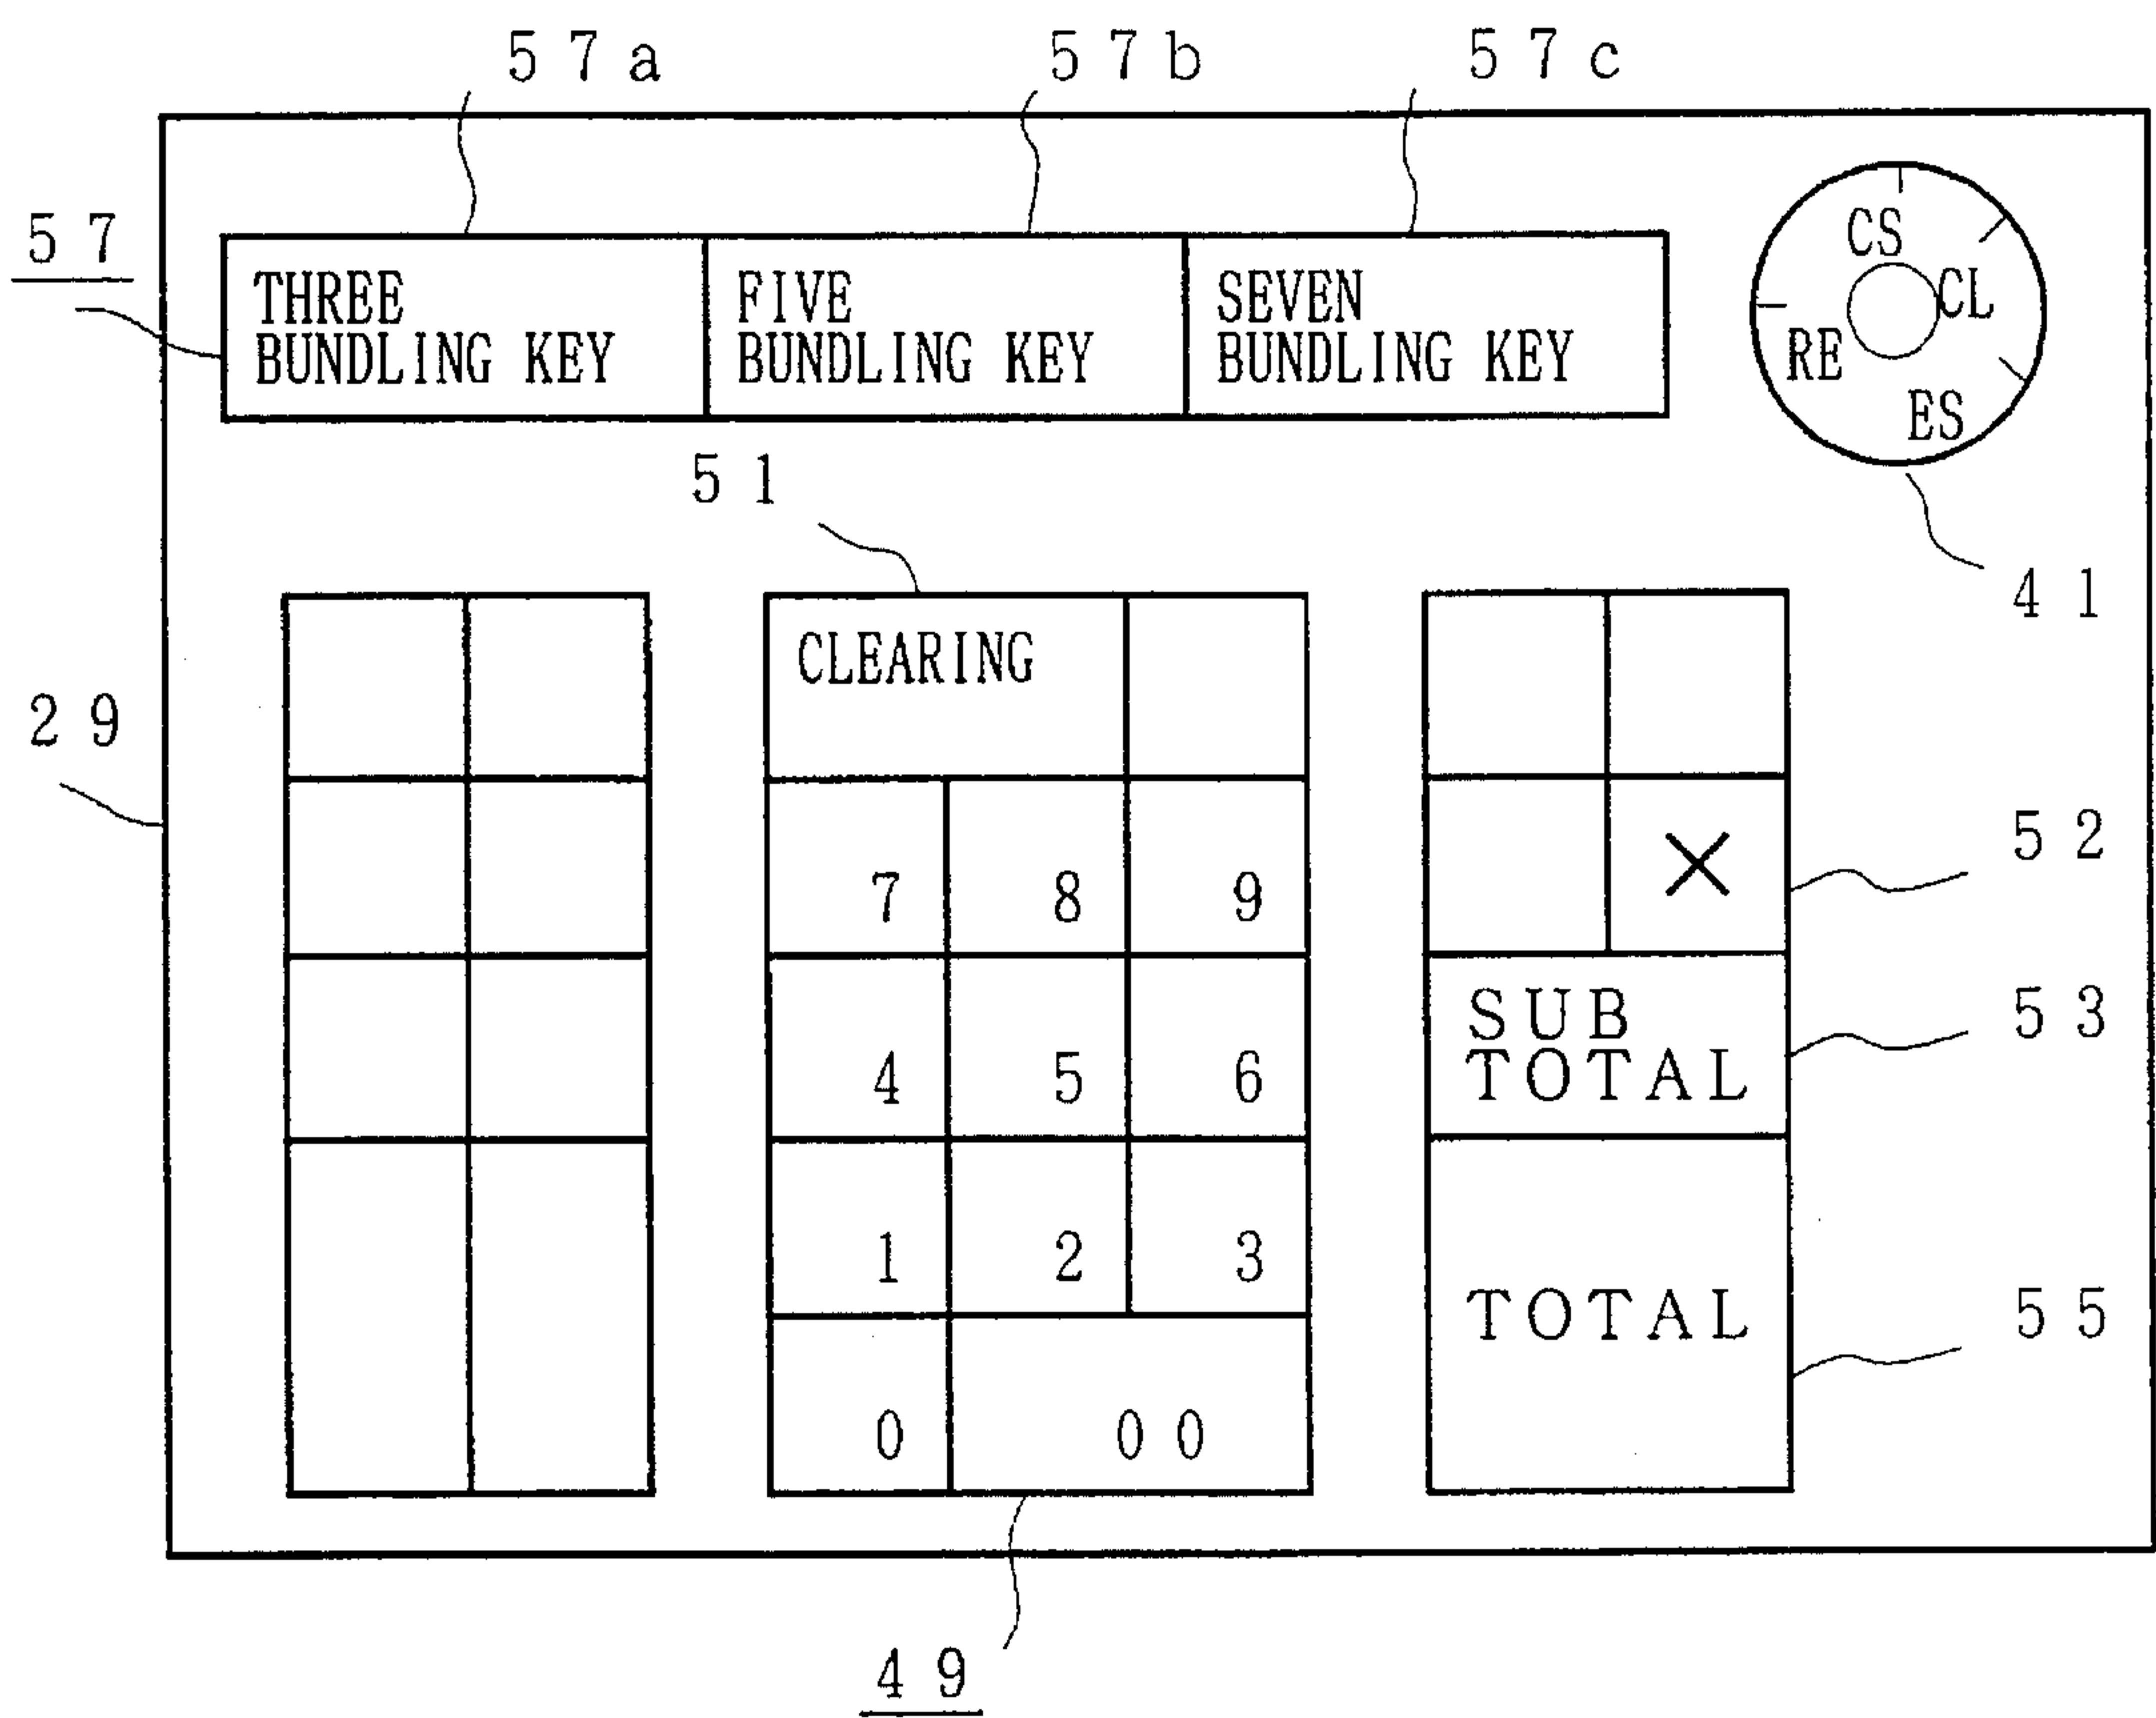 57a 57b 57c
57
THREE
BUNDLING KEY
FIVE
BUNDLING KEY
SEVEN
BUNDLING KEY
CS
CL
RE
ES
51
41
CLEARING
29
7 8 9
×
52
4 5 6
SUB
TOTAL
53
1 2 3
TOTAL
55
0 00
49